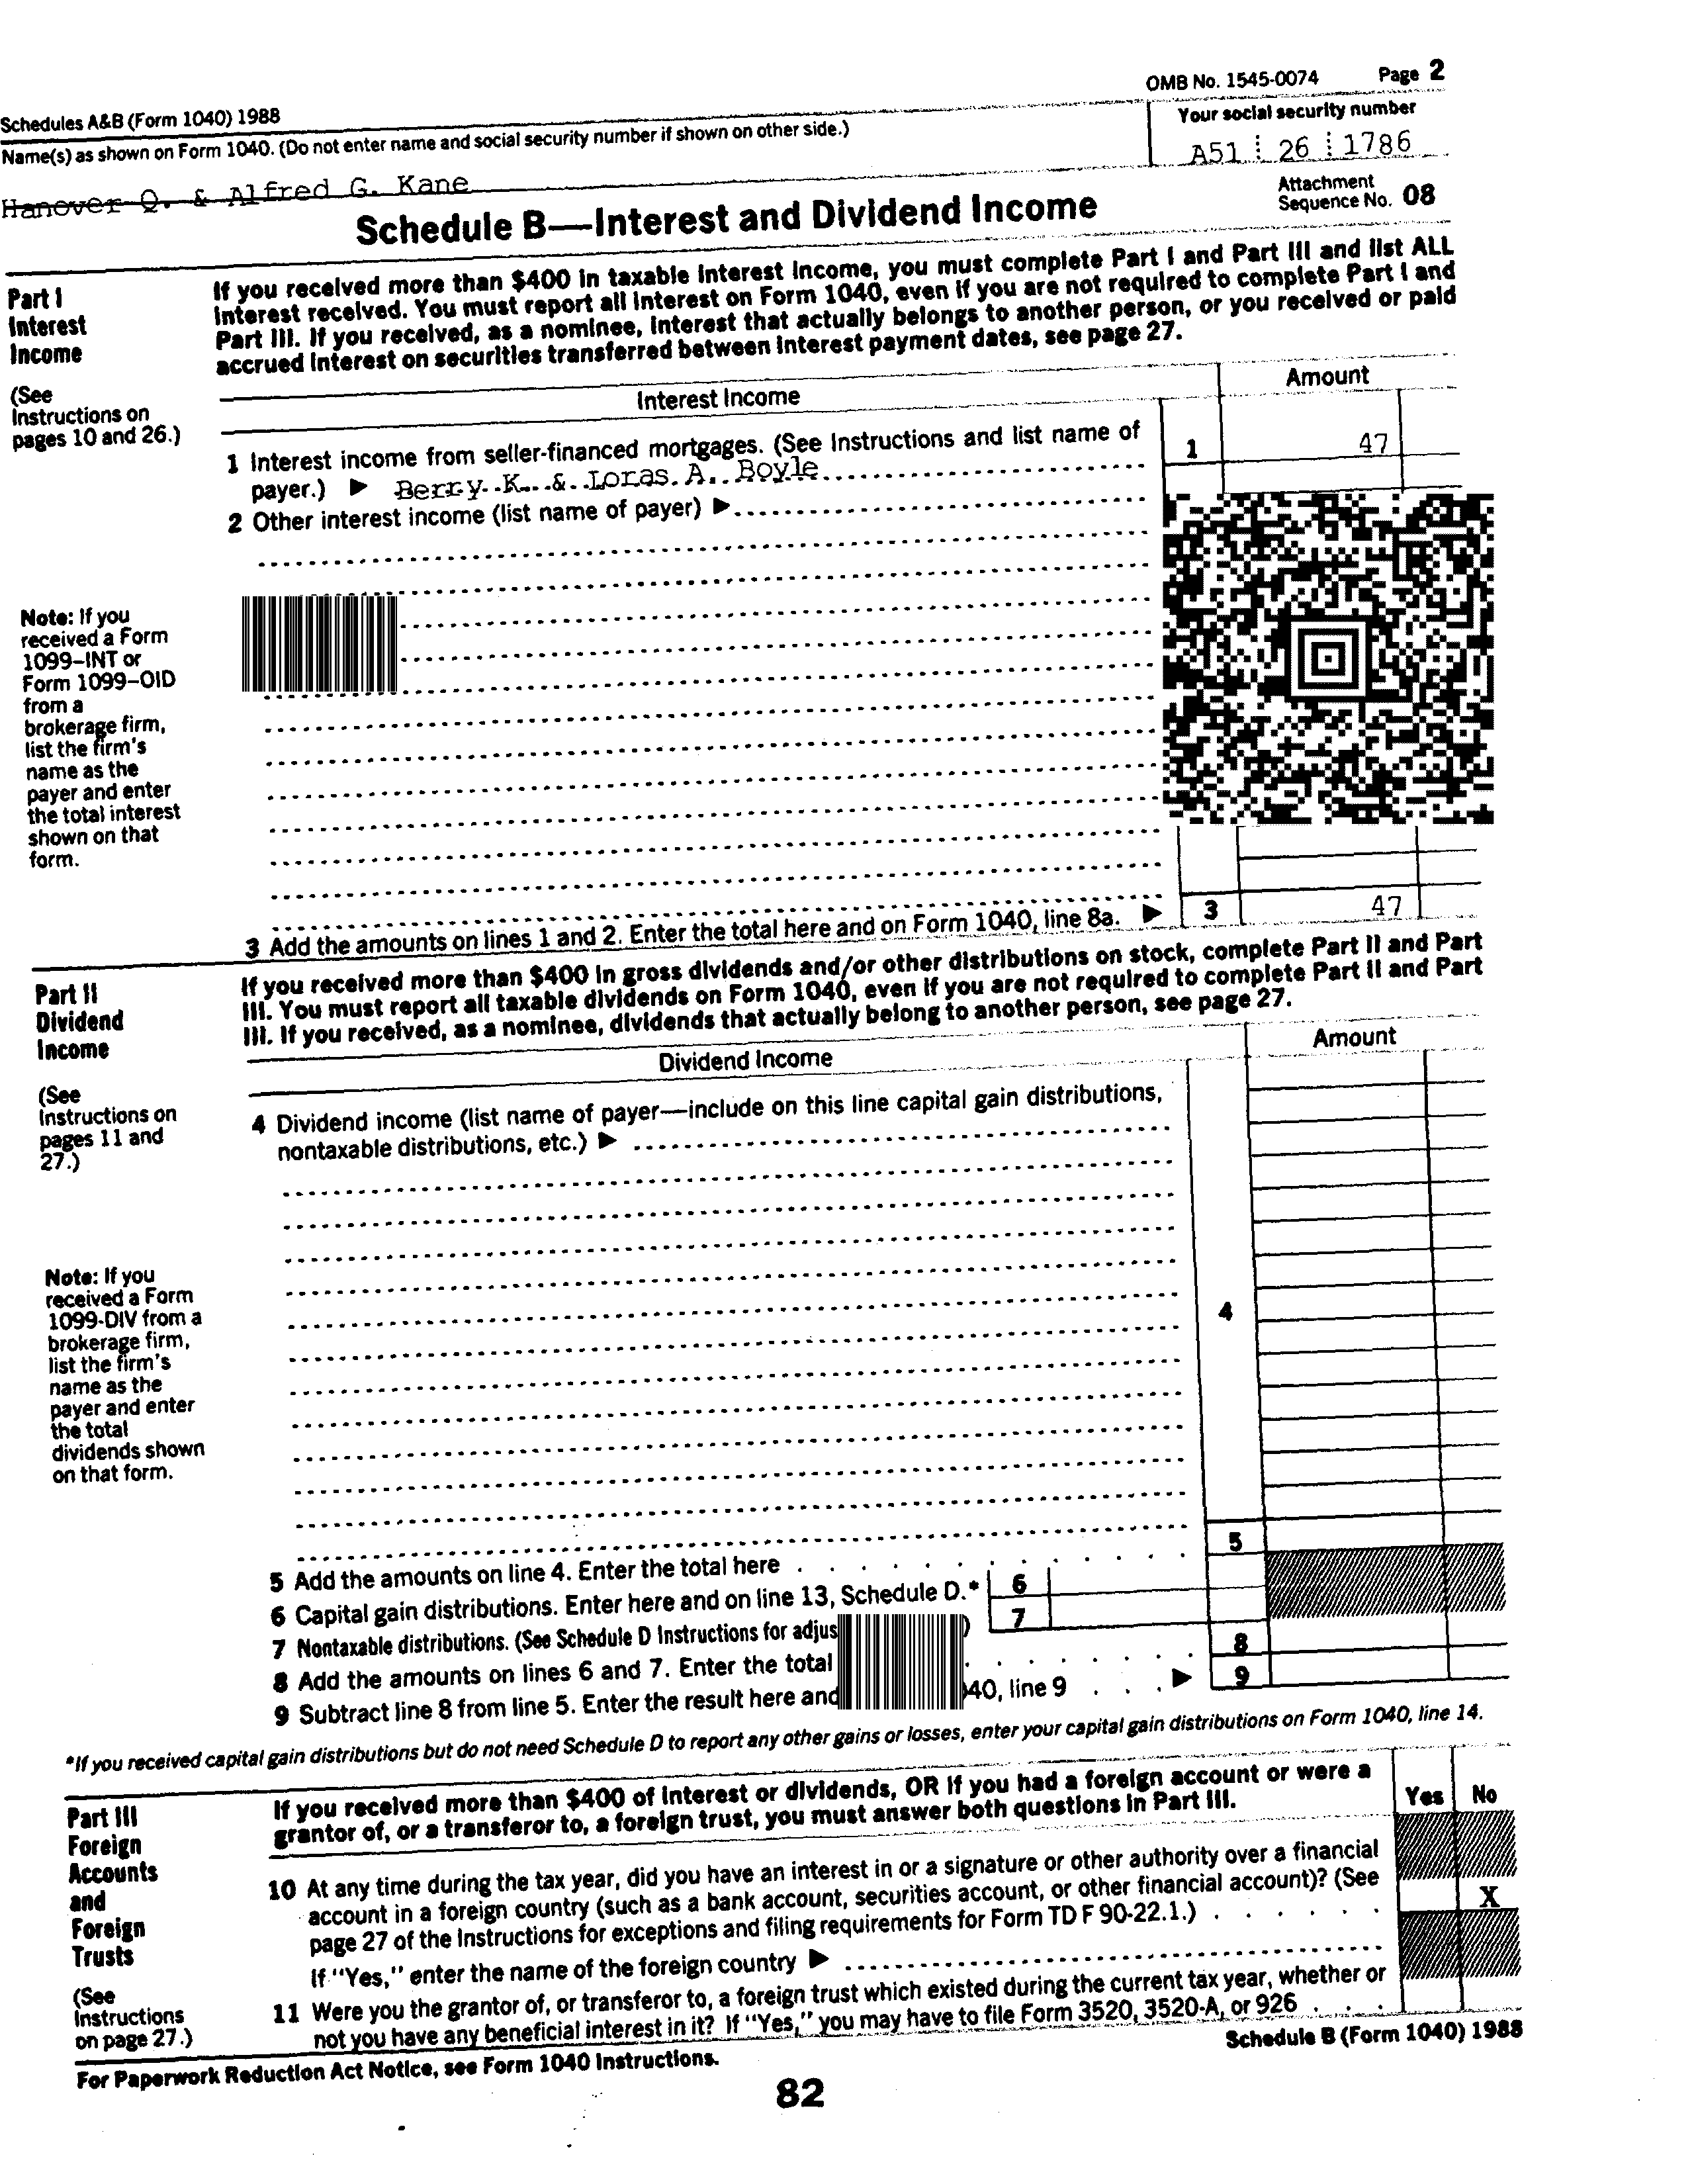 Schedules A&B (Form 1040) 1988
OMB No. 1545-0074 Page 2
Name(s) as shown on Form 1040. (Do not enter name and social security number if shown on other side.)
Your social security number
Hanover Q. & Alfred G. Kane
A51 26 1786
Schedule B—Interest and Dividend Income
Attachment
Sequence No. 08
Part I
Interest
Income
(See
Instructions on
pages 10 and 26.)
If you received more than $400 in taxable interest income, you must complete Part I and Part III and list ALL
interest received. You must report all interest on Form 1040, even if you are not required to complete Part I and
Part III. If you received, as a nominee, interest that actually belongs to another person, or you received or paid
accrued interest on securities transferred between interest payment dates, see page 27.
Interest Income
Amount
1 Interest income from seller-financed mortgages. (See Instructions and list name of
payer.) ▶ Berry K. & Loras A. Boyle
1 47
2 Other interest income (list name of payer) ▶
Note: If you
received a Form
1099–INT or
Form 1099–OID
from a
brokerage firm,
list the firm's
name as the
payer and enter
the total interest
shown on that
form.
3 Add the amounts on lines 1 and 2. Enter the total here and on Form 1040, line 8a. ▶ 3 47
Part II
Dividend
Income
(See
Instructions on
pages 11 and
27.)
If you received more than $400 in gross dividends and/or other distributions on stock, complete Part II and Part
III. You must report all taxable dividends on Form 1040, even if you are not required to complete Part II and Part
III. If you received, as a nominee, dividends that actually belong to another person, see page 27.
Dividend Income
Amount
4 Dividend income (list name of payer—include on this line capital gain distributions,
nontaxable distributions, etc.) ▶
4
Note: If you
received a Form
1099-DIV from a
brokerage firm,
list the firm's
name as the
payer and enter
the total
dividends shown
on that form.
5 Add the amounts on line 4. Enter the total here 5
6 Capital gain distributions. Enter here and on line 13, Schedule D.* 6
7 Nontaxable distributions. (See Schedule D Instructions for adjus ) 7
8 Add the amounts on lines 6 and 7. Enter the total 8
9 Subtract line 8 from line 5. Enter the result here and 40, line 9 ▶ 9
*If you received capital gain distributions but do not need Schedule D to report any other gains or losses, enter your capital gain distributions on Form 1040, line 14.
Part III
Foreign
Accounts
and
Foreign
Trusts
(See
Instructions
on page 27.)
If you received more than $400 of interest or dividends, OR if you had a foreign account or were a
grantor of, or a transferor to, a foreign trust, you must answer both questions in Part III.
Yes No
10 At any time during the tax year, did you have an interest in or a signature or other authority over a financial
account in a foreign country (such as a bank account, securities account, or other financial account)? (See
page 27 of the Instructions for exceptions and filing requirements for Form TD F 90-22.1.) X
If "Yes," enter the name of the foreign country ▶
11 Were you the grantor of, or transferor to, a foreign trust which existed during the current tax year, whether or
not you have any beneficial interest in it? If "Yes," you may have to file Form 3520, 3520-A, or 926
For Paperwork Reduction Act Notice, see Form 1040 Instructions.
Schedule B (Form 1040) 1988
82